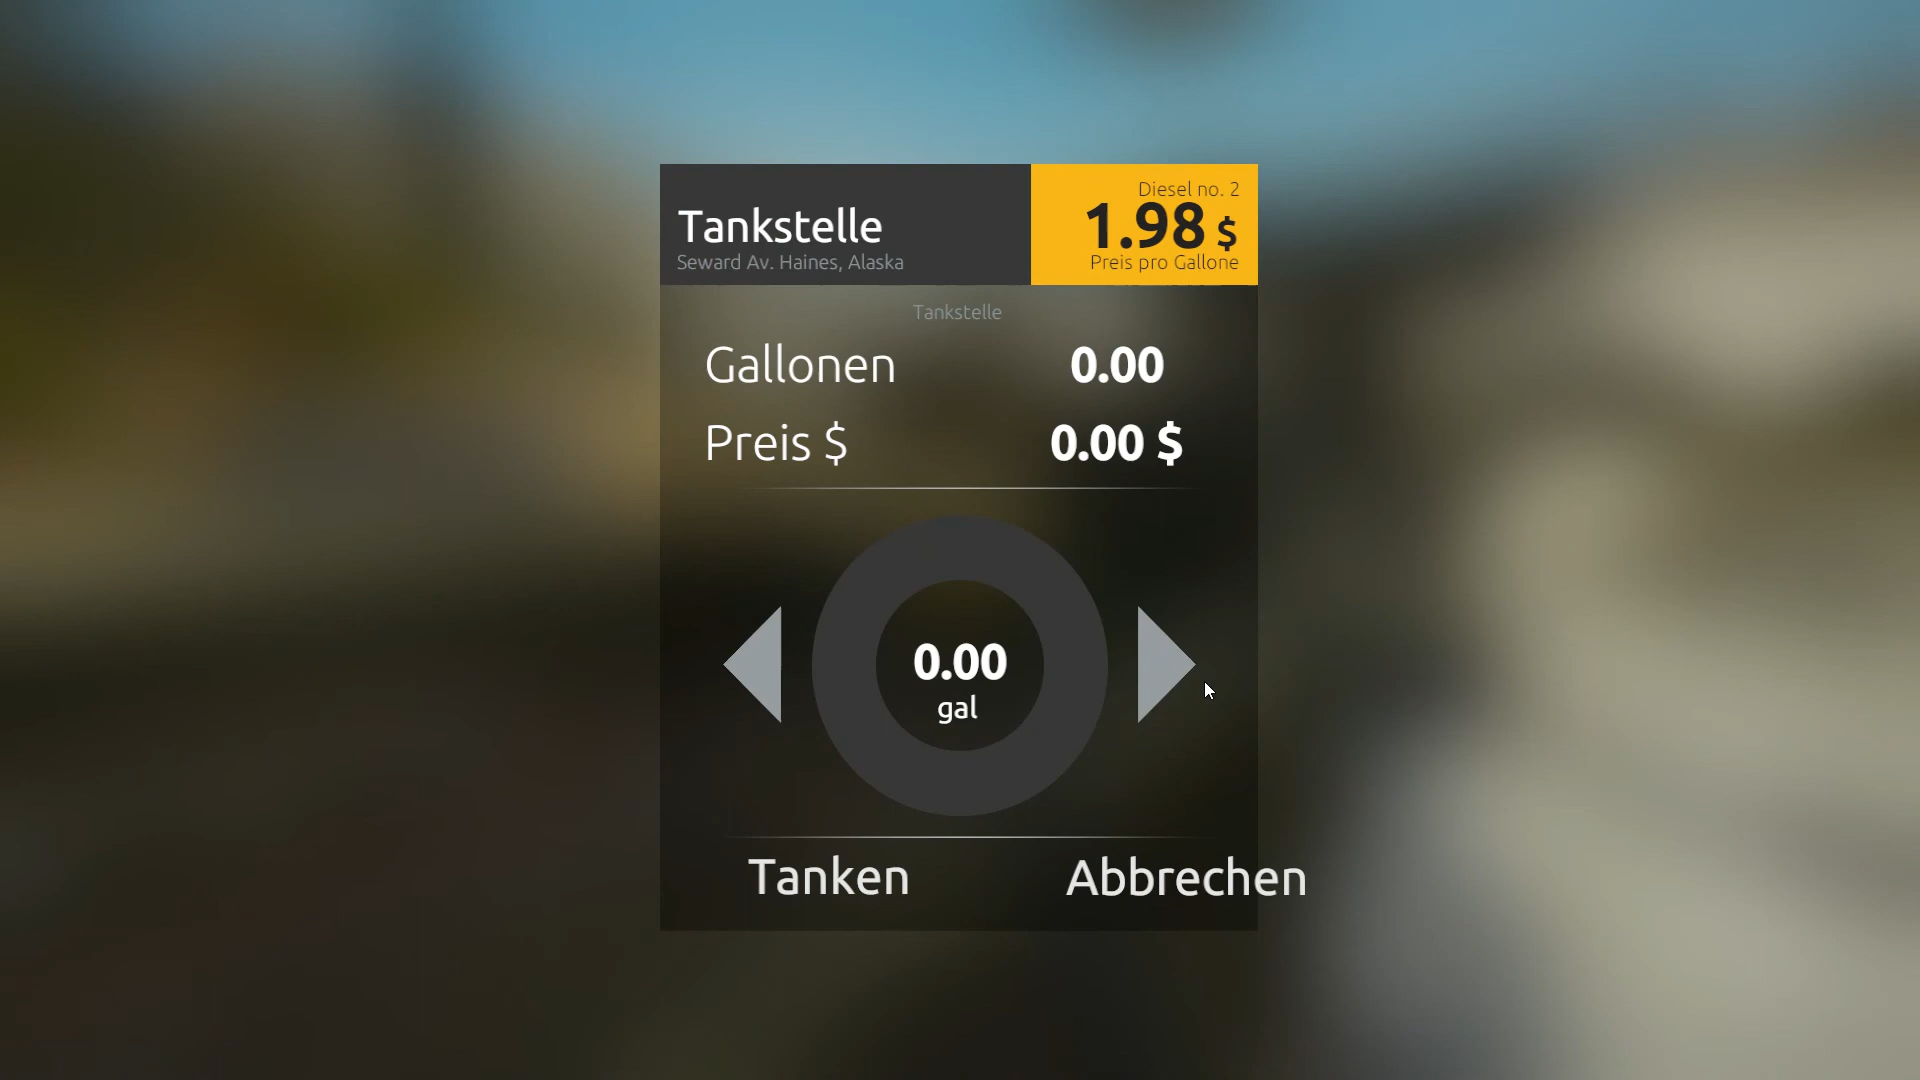 Tankstelle
Seward Av. Haines, Alaska
Diesel no. 2
1.98 $
Preis pro Gallone
Tankstelle
Gallonen 0.00
Preis $ 0.00 $
0.00
gal
Tanken Abbrechen